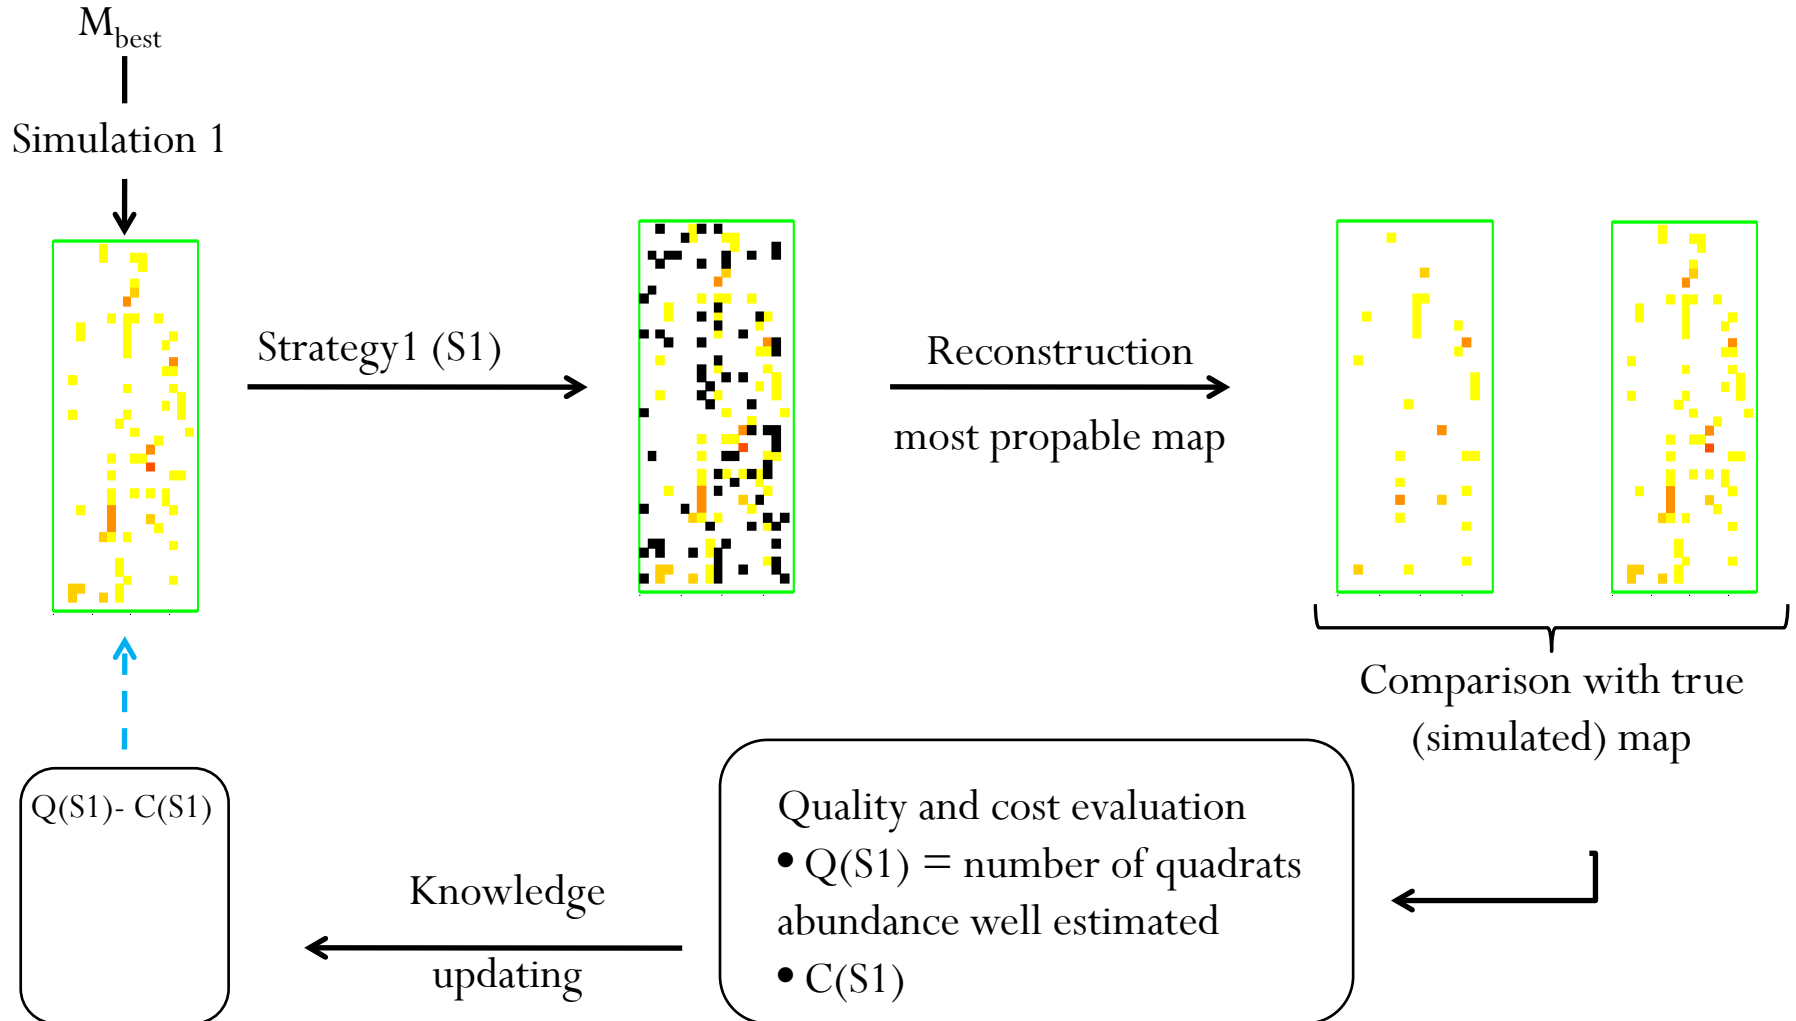 M_best
Simulation 1
Strategy1 (S1)
Reconstruction
most propable map
Comparison with true
(simulated) map
Quality and cost evaluation
• Q(S1) = number of quadrats
abundance well estimated
• C(S1)
Knowledge
updating
Q(S1)- C(S1)